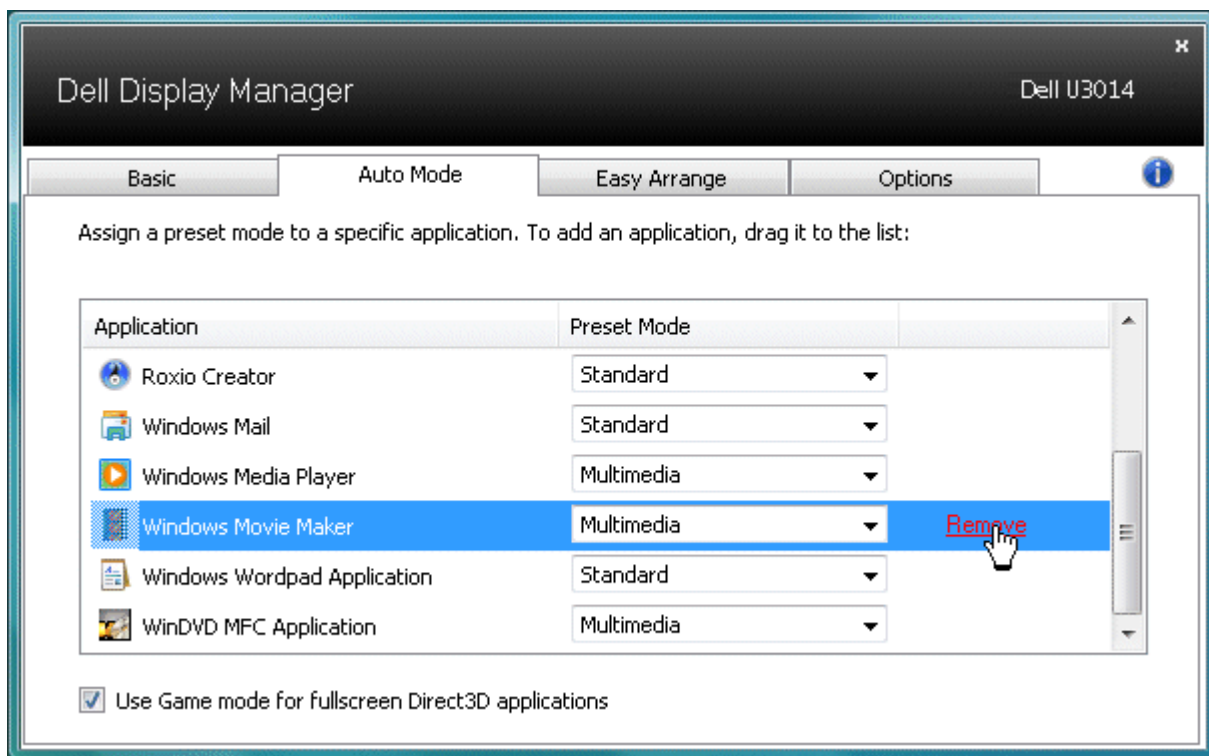 Dell Display Manager
Dell U3014
Basic
Auto Mode
Easy Arrange
Options
Assign a preset mode to a specific application. To add an application, drag it to the list:
Application Preset Mode
Roxio Creator Standard
Windows Mail Standard
Windows Media Player Multimedia
Windows Movie Maker Multimedia Remove
Windows Wordpad Application Standard
WinDVD MFC Application Multimedia
Use Game mode for fullscreen Direct3D applications